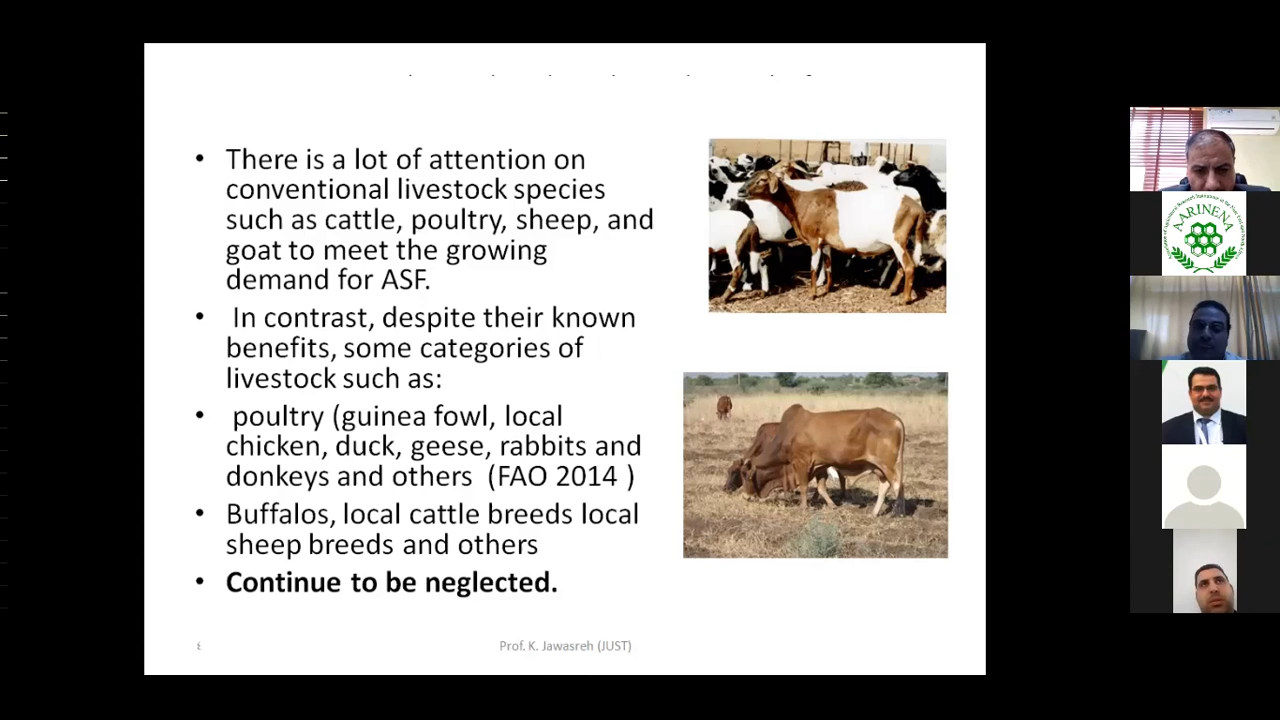 • There is a lot of attention on
conventional livestock species
such as cattle, poultry, sheep, and
goat to meet the growing
demand for ASF.
• In contrast, despite their known
benefits, some categories of
livestock such as:
• poultry (guinea fowl, local
chicken, duck, geese, rabbits and
donkeys and others (FAO 2014 )
• Buffalos, local cattle breeds local
sheep breeds and others
• Continue to be neglected.
Prof. K. Jawasreh (JUST)
AARINENA